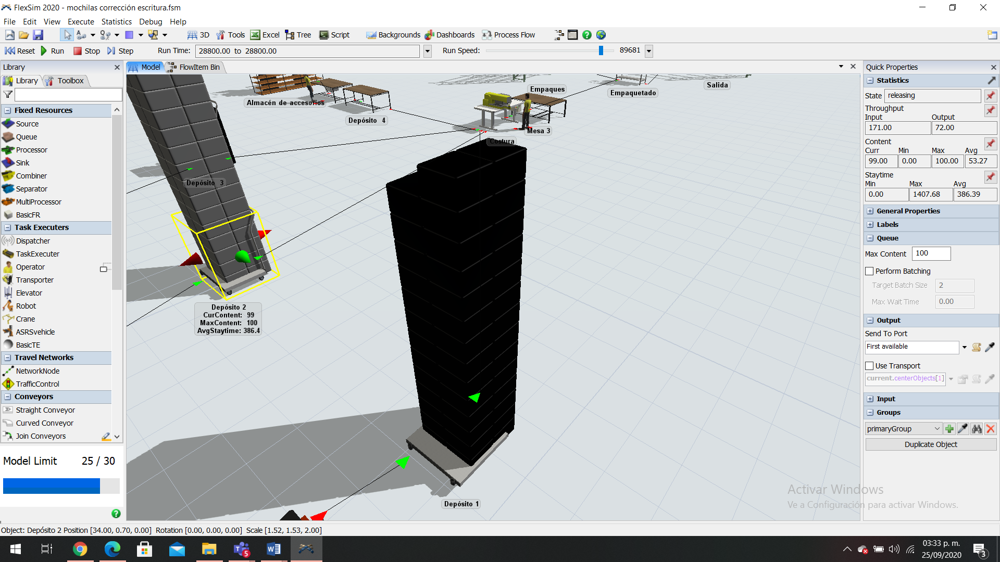 FlexSim 2020 - mochilas corrección escritura.fsm
File Edit View Execute Statistics Debug Help
3D Tools Excel Tree Script Backgrounds Dashboards Process Flow
Reset Run Stop Step Run Time: 28800.00 to 28800.00 Run Speed: 89681
Library
Library Toolbox
Fixed Resources
Source
Queue
Processor
Sink
Combiner
Separator
MultiProcessor
BasicFR
Task Executers
Dispatcher
TaskExecuter
Operator
Transporter
Elevator
Robot
Crane
ASRSvehicle
BasicTE
Travel Networks
NetworkNode
TrafficControl
Conveyors
Straight Conveyor
Curved Conveyor
Join Conveyors
Model Limit 25 / 30
Model FlowItem Bin
Salida
Empaques
Empaquetado
Almacén de accesorios
Depósito 4
Mesa 3
Costura
Depósito 3
Depósito 2
CurContent: 99
MaxContent: 100
AvgStaytime: 386.4
Depósito 1
Quick Properties
Statistics
State releasing
Throughput
Input Output
171.00 72.00
Content
Curr Min Max Avg
99.00 0.00 100.00 53.27
Staytime
Min Max Avg
0.00 1407.68 386.39
General Properties
Labels
Queue
Max Content 100
Perform Batching
Target Batch Size 2
Max Wait Time 0.00
Output
Send To Port
First available
Use Transport
current.centerObjects[1]
Input
Groups
primaryGroup
Duplicate Object
Activar Windows
Ve a Configuración para activar Windows.
Object: Depósito 2 Position [34.00, 0.70, 0.00] Rotation [0.00, 0.00, 0.00] Scale [1.52, 1.53, 2.00]
5
03:33 p. m.
25/09/2020
3